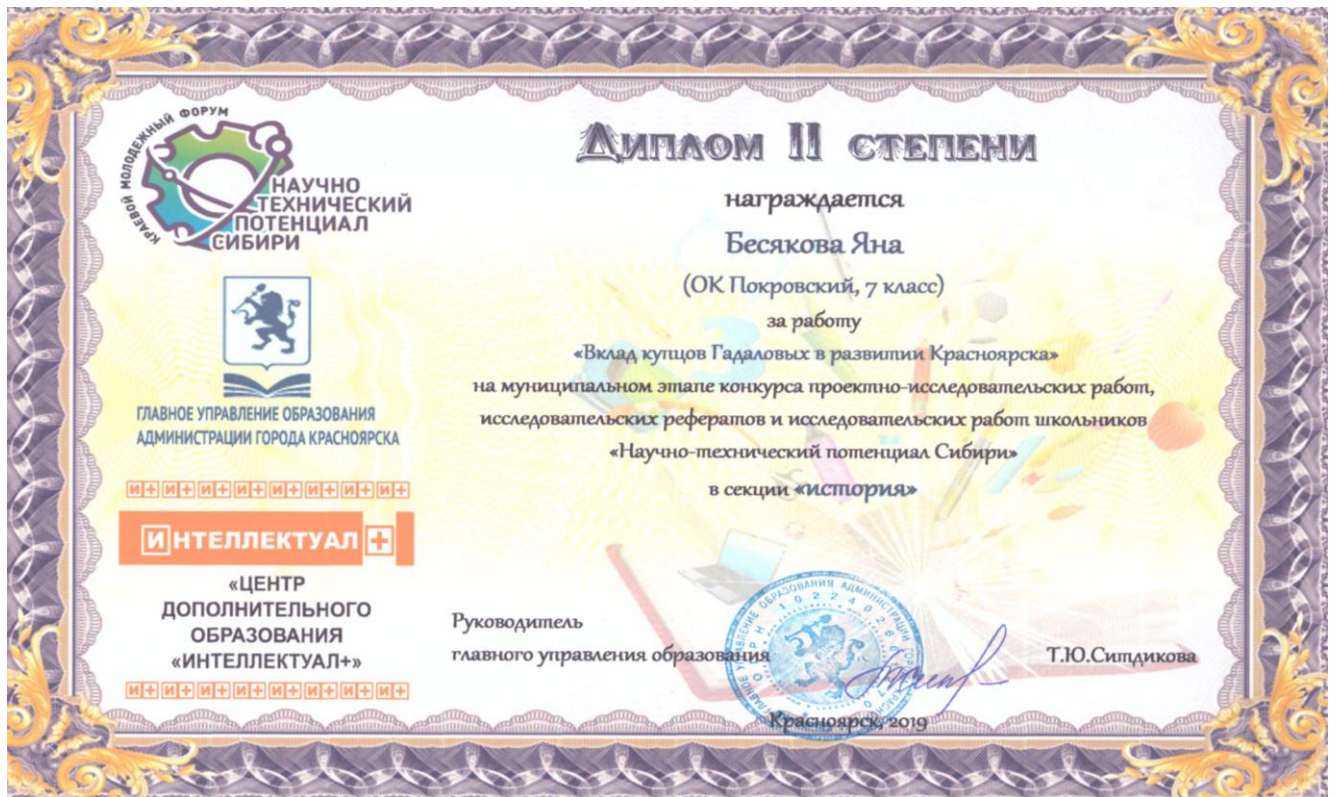 КРАЕВОЙ МОЛОДЕЖНЫЙ ФОРУМ
НАУЧНО
ТЕХНИЧЕСКИЙ
ПОТЕНЦИАЛ
СИБИРИ
ГЛАВНОЕ УПРАВЛЕНИЕ ОБРАЗОВАНИЯ
АДМИНИСТРАЦИИ ГОРОДА КРАСНОЯРСКА
И+ И+ И+ И+ И+ И+ И+ И+
ИНТЕЛЛЕКТУАЛ+
«ЦЕНТР
ДОПОЛНИТЕЛЬНОГО
ОБРАЗОВАНИЯ
«ИНТЕЛЛЕКТУАЛ+»
И+ И+ И+ И+ И+ И+ И+ И+
Диплом II степени
награждается
Бесякова Яна
(ОК Покровский, 7 класс)
за работу
«Вклад купцов Гадаловых в развитии Красноярска»
на муниципальном этапе конкурса проектно-исследовательских работ,
исследовательских рефератов и исследовательских работ школьников
«Научно-технический потенциал Сибири»
в секции «история»
Руководитель
главного управления образования
Т.Ю.Ситдикова
Красноярск, 2019